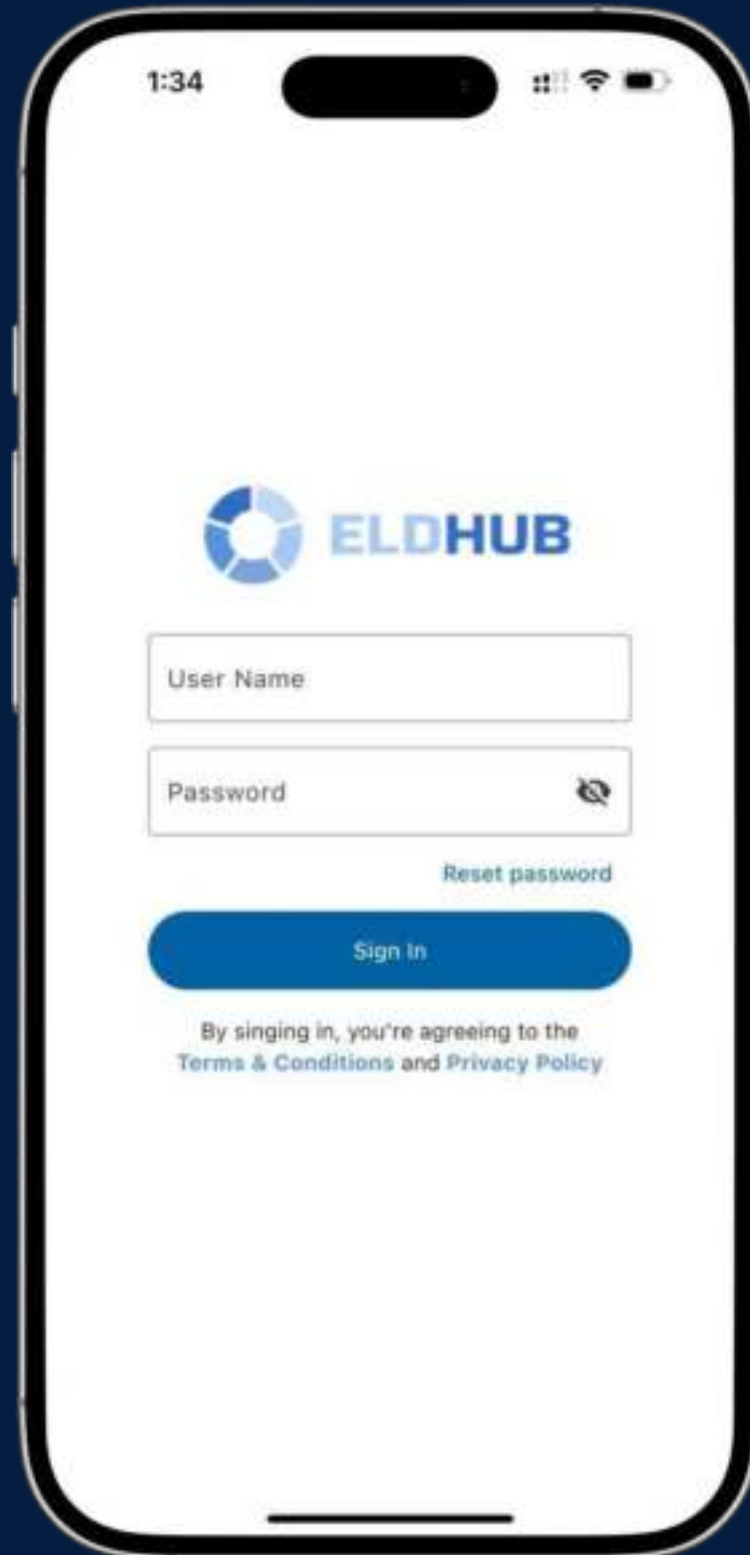 1:34
ELDHUB
User Name
Password
Reset password
Sign In
By singing in, you're agreeing to the
Terms & Conditions and Privacy Policy